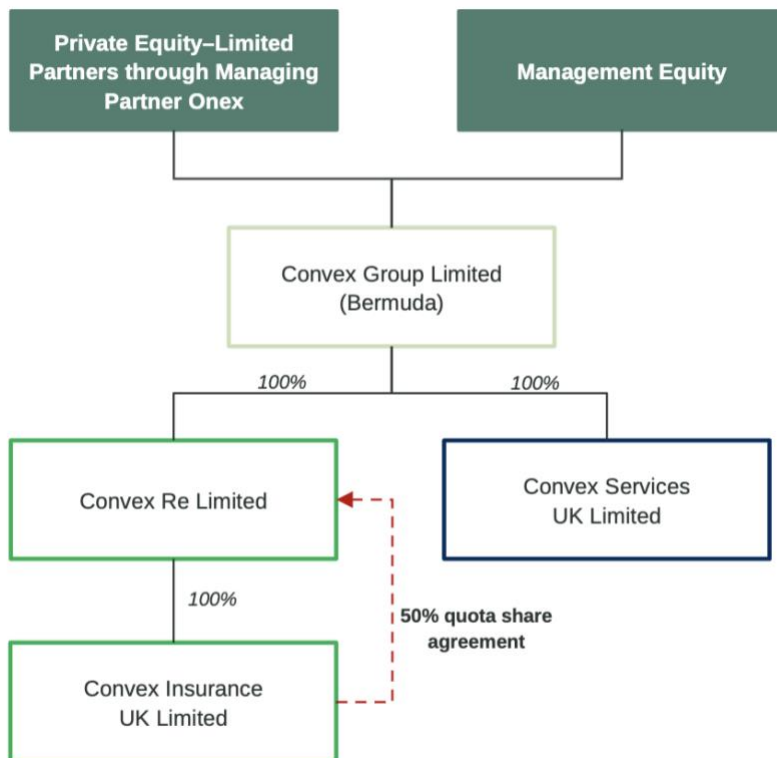 Private Equity–Limited
Partners through Managing
Partner Onex
Management Equity
Convex Group Limited
(Bermuda)
100%
100%
Convex Re Limited
Convex Services
UK Limited
100%
50% quota share
agreement
Convex Insurance
UK Limited